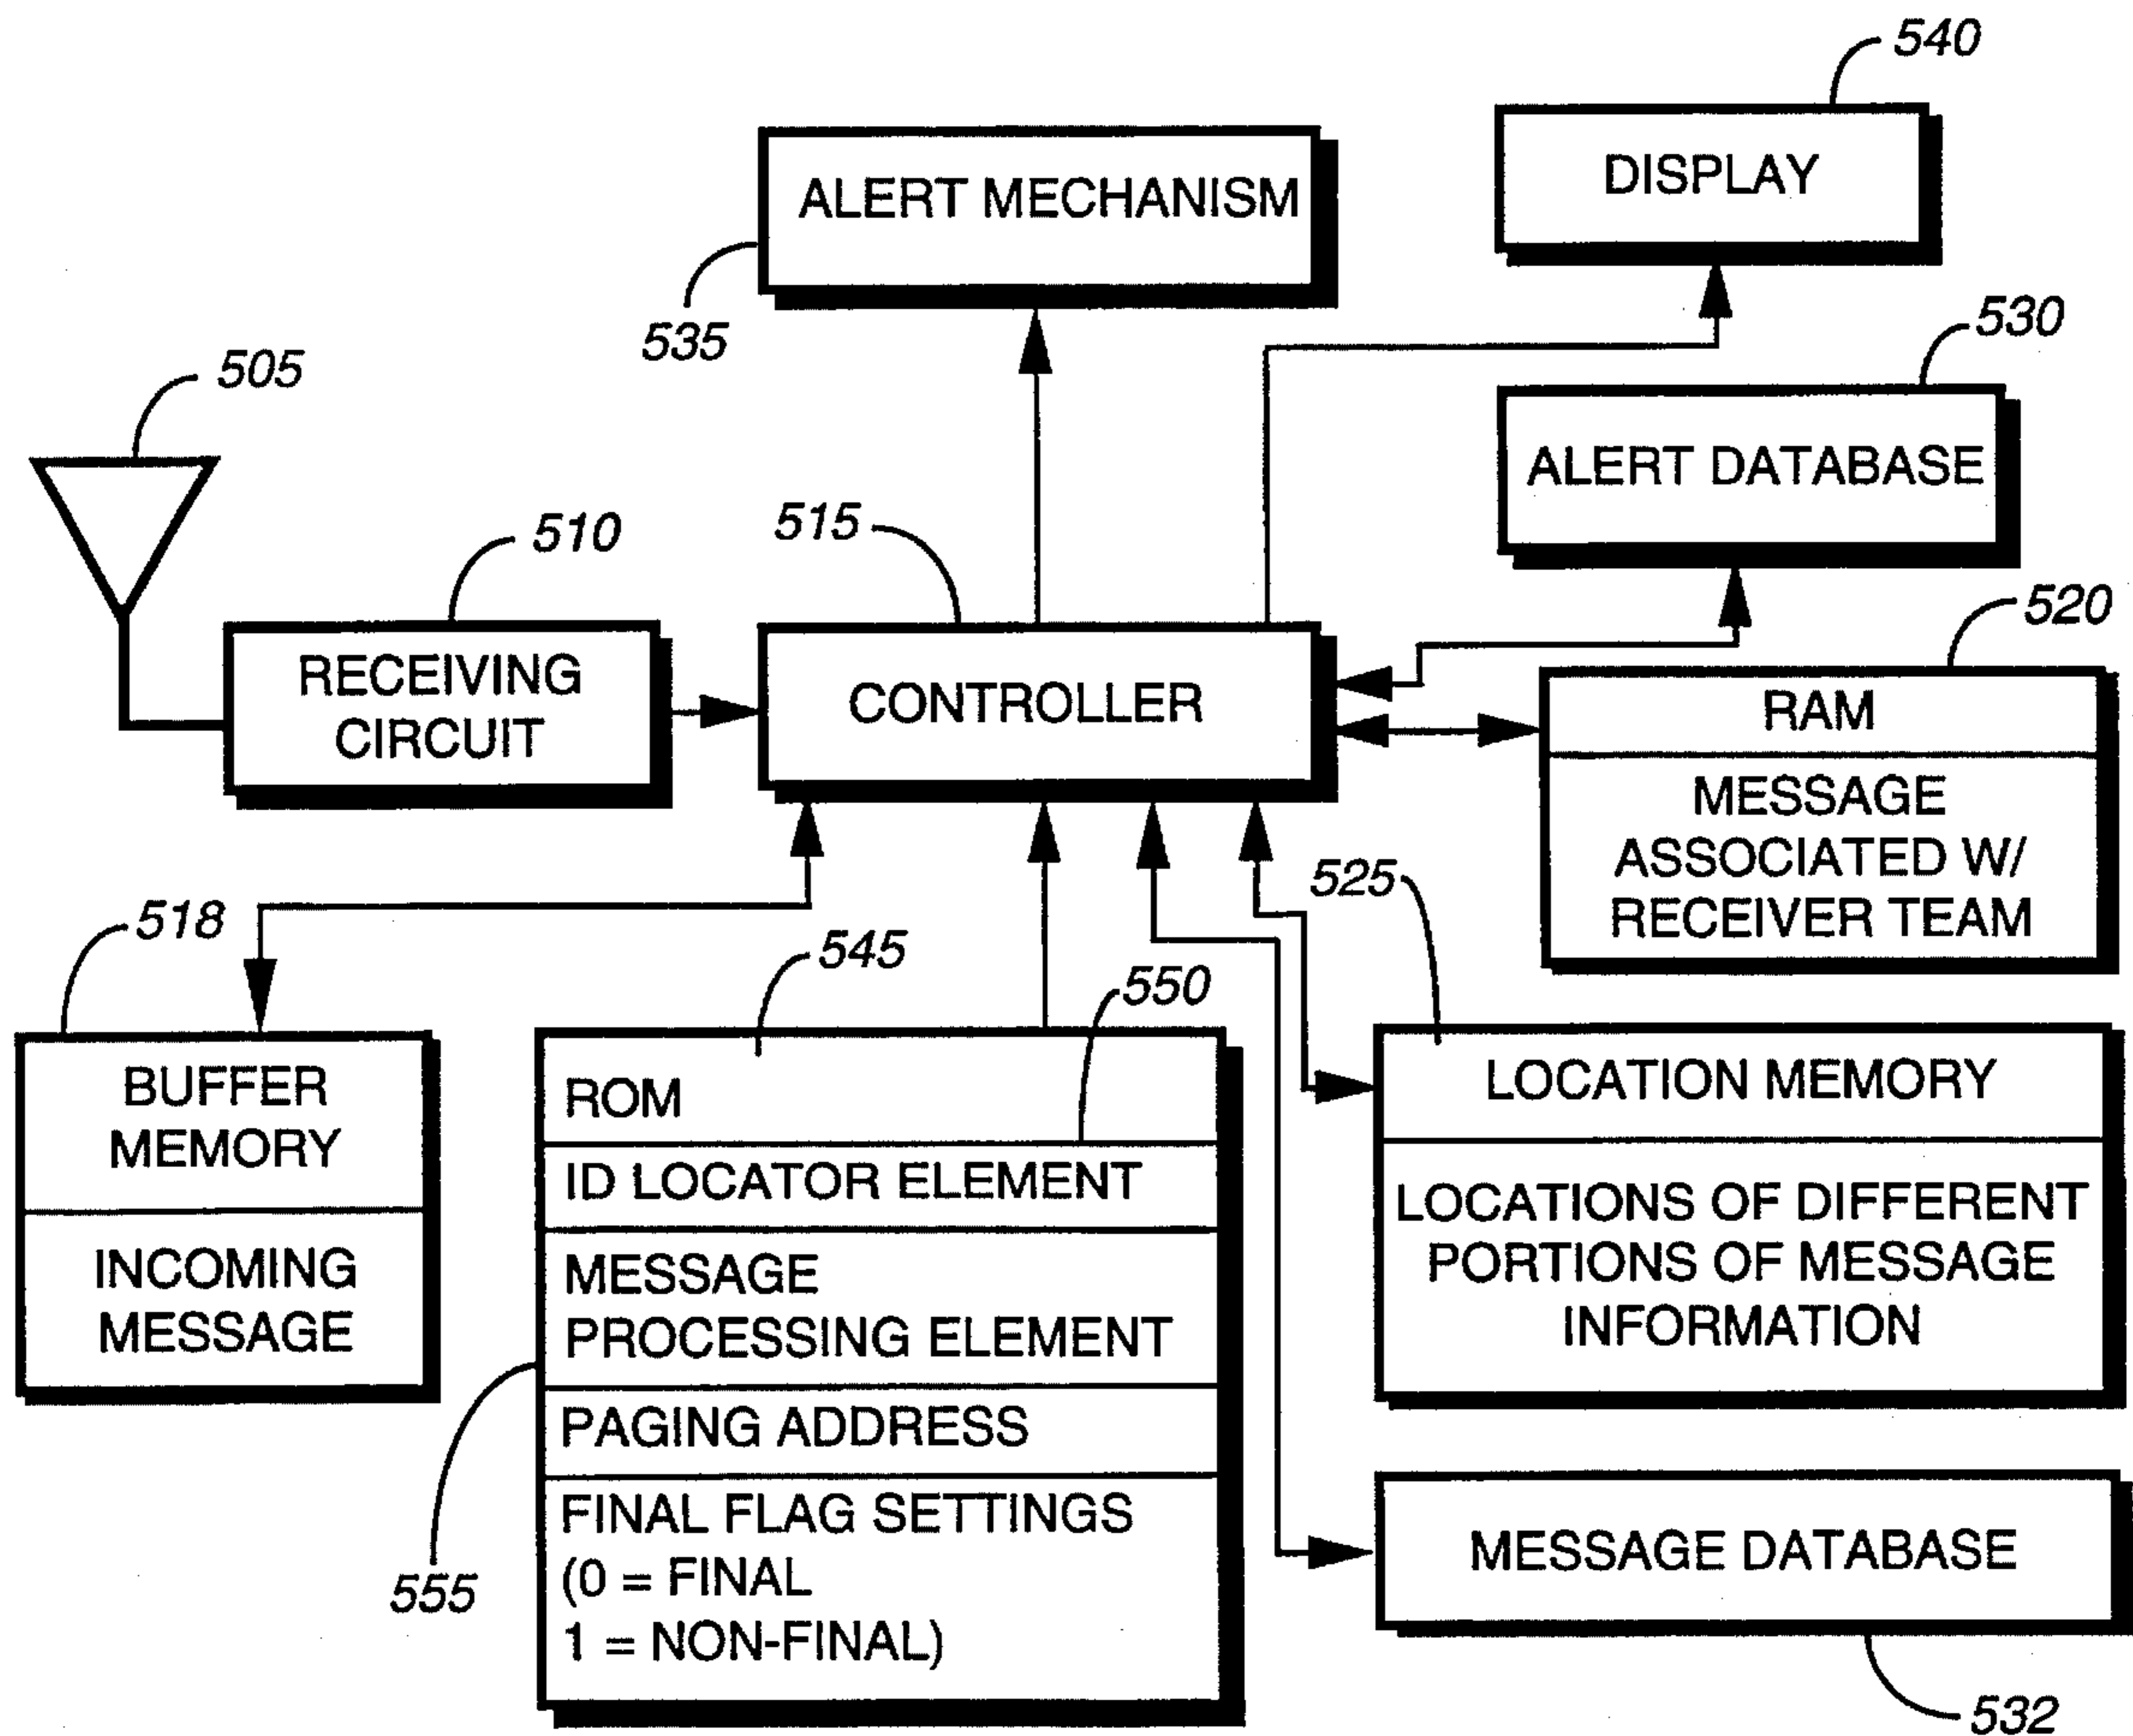 540
DISPLAY
ALERT MECHANISM
535
530
ALERT DATABASE
505
510
RECEIVING
CIRCUIT
515
CONTROLLER
520
RAM
MESSAGE
ASSOCIATED W/
RECEIVER TEAM
518
BUFFER
MEMORY
INCOMING
MESSAGE
545
550
ROM
ID LOCATOR ELEMENT
MESSAGE
PROCESSING ELEMENT
PAGING ADDRESS
FINAL FLAG SETTINGS
(0 = FINAL
1 = NON-FINAL)
555
525
LOCATION MEMORY
LOCATIONS OF DIFFERENT
PORTIONS OF MESSAGE
INFORMATION
MESSAGE DATABASE
532